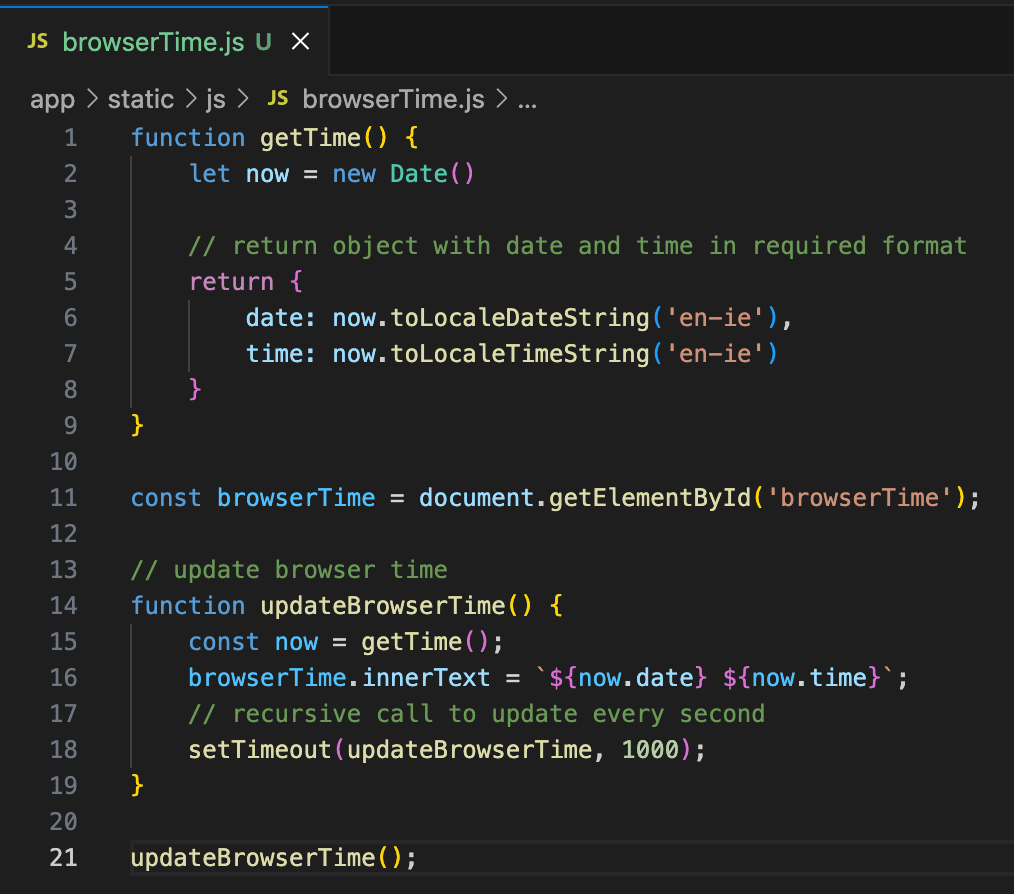 JS browserTime.js U ×
app > static > js > JS browserTime.js > ...
1 function getTime() {
2     let now = new Date()
3
4     // return object with date and time in required format
5     return {
6         date: now.toLocaleDateString('en-ie'),
7         time: now.toLocaleTimeString('en-ie')
8     }
9 }
10
11 const browserTime = document.getElementById('browserTime');
12
13 // update browser time
14 function updateBrowserTime() {
15     const now = getTime();
16     browserTime.innerText = `${now.date} ${now.time}`;
17     // recursive call to update every second
18     setTimeout(updateBrowserTime, 1000);
19 }
20
21 updateBrowserTime();